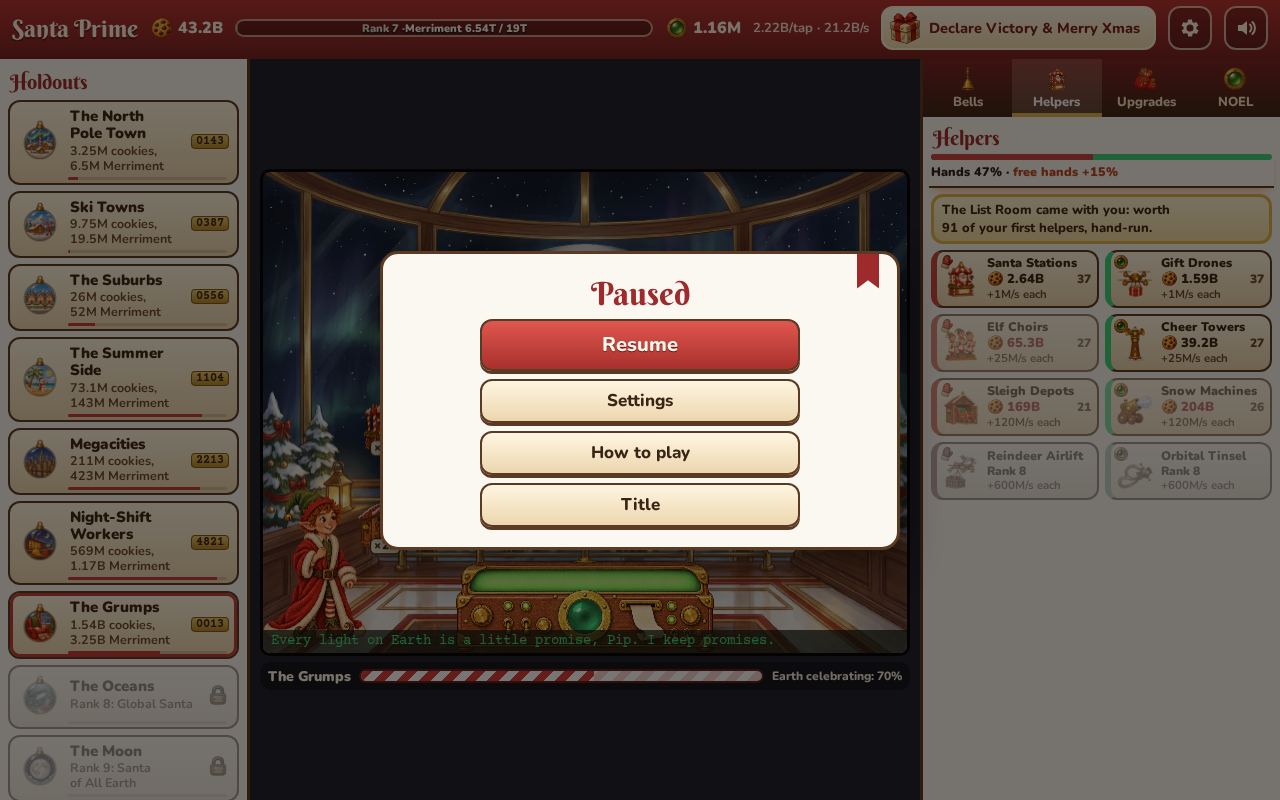 Santa Prime
43.2B
Rank 7 · Merriment 6.54T / 19T
1.16M
2.22B/tap · 21.2B/s
Declare Victory & Merry Xmas
Holdouts
The North
Pole Town
3.25M cookies,
6.5M Merriment
0143
Ski Towns
9.75M cookies,
19.5M Merriment
0387
The Suburbs
26M cookies,
52M Merriment
0556
The Summer
Side
73.1M cookies,
143M Merriment
1104
Megacities
211M cookies,
423M Merriment
2213
Night-Shift
Workers
569M cookies,
1.17B Merriment
4821
The Grumps
1.54B cookies,
3.25B Merriment
0013
The Oceans
Rank 8: Global Santa
The Moon
Rank 9: Santa
of All Earth
Paused
Resume
Settings
How to play
Title
Every light on Earth is a little promise, Pip. I keep promises.
The Grumps
Earth celebrating: 70%
Bells
Helpers
Upgrades
NOEL
Helpers
Hands 47% · free hands +15%
The List Room came with you: worth
91 of your first helpers, hand-run.
Santa Stations
2.64B
37
+1M/s each
Gift Drones
1.59B
37
+1M/s each
Elf Choirs
65.3B
27
+25M/s each
Cheer Towers
39.2B
27
+25M/s each
Sleigh Depots
169B
21
+120M/s each
Snow Machines
204B
26
+120M/s each
Reindeer Airlift
Rank 8
+600M/s each
Orbital Tinsel
Rank 8
+600M/s each